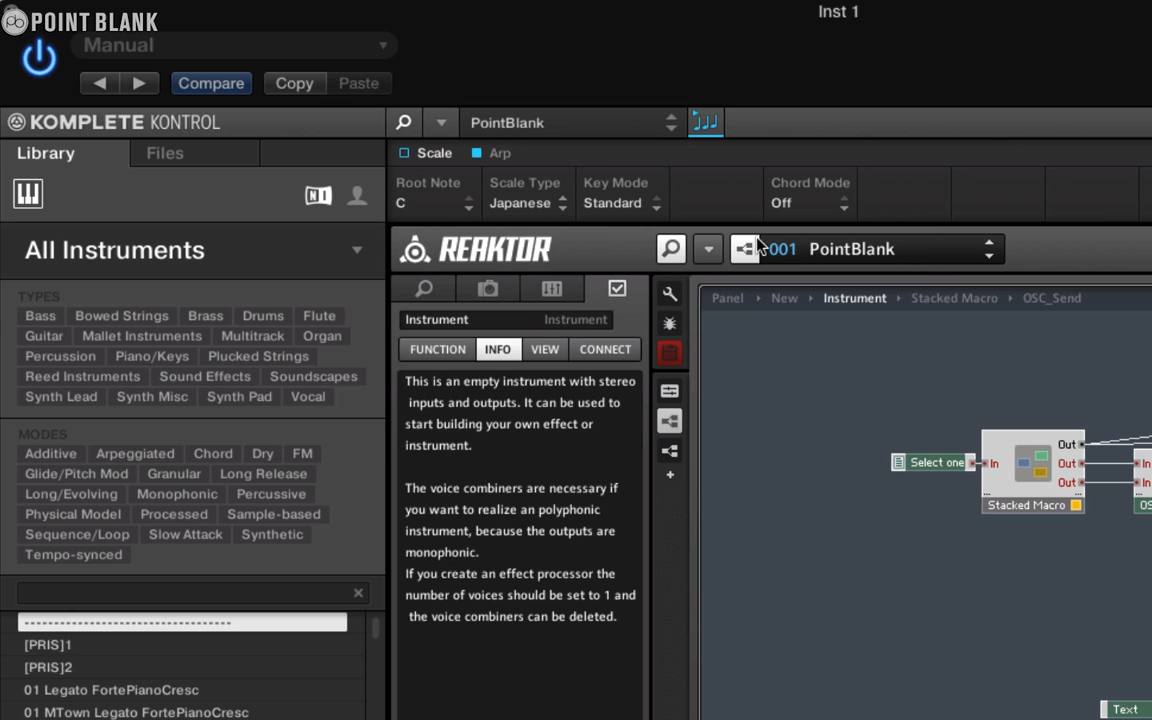 POINT BLANK
Inst 1
Manual
Compare
Copy
Paste
KOMPLETE KONTROL
PointBlank
Library
Files
Scale
Arp
Root Note
Scale Type
Key Mode
Chord Mode
C
Japanese
Standard
Off
NI
All Instruments
REAKTOR
001 PointBlank
TYPES
Bass Bowed Strings Brass Drums Flute
Guitar Mallet Instruments Multitrack Organ
Percussion Piano/Keys Plucked Strings
Reed Instruments Sound Effects Soundscapes
Synth Lead Synth Misc Synth Pad Vocal
MODES
Additive Arpeggiated Chord Dry FM
Glide/Pitch Mod Granular Long Release
Long/Evolving Monophonic Percussive
Physical Model Processed Sample-based
Sequence/Loop Slow Attack Synthetic
Tempo-synced
----------------------------------
[PRIS]1
[PRIS]2
01 Legato FortePianoCresc
01 MTown Legato FortePianoCresc
Instrument Instrument
FUNCTION INFO VIEW CONNECT
This is an empty instrument with stereo
inputs and outputs. It can be used to
start building your own effect or
instrument.
The voice combiners are necessary if
you want to realize an polyphonic
instrument, because the outputs are
monophonic.
If you create an effect processor the
number of voices should be set to 1 and
the voice combiners can be deleted.
Panel New Instrument Stacked Macro OSC_Send
Select one
In
Out
Out
Out
Stacked Macro
In
In
OS
Text